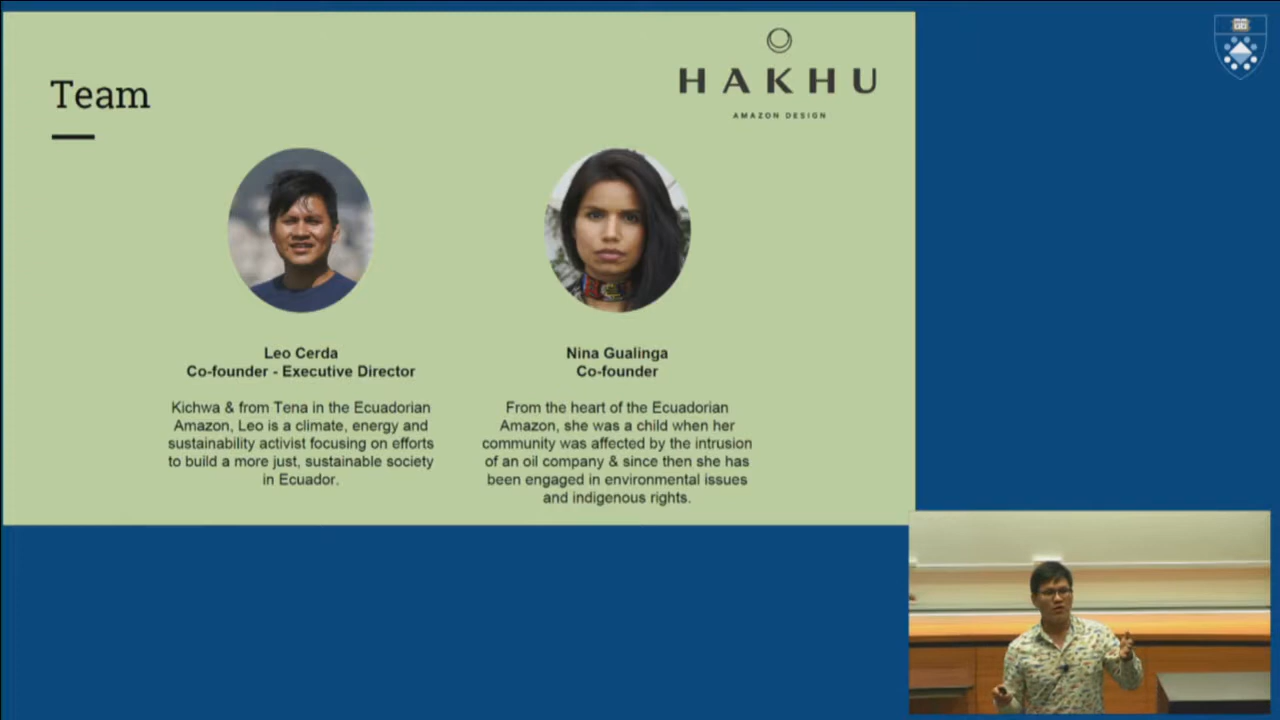 Team
HAKHU
AMAZON DESIGN
Leo Cerda
Co-founder - Executive Director
Kichwa & from Tena in the Ecuadorian
Amazon, Leo is a climate, energy and
sustainability activist focusing on efforts
to build a more just, sustainable society
in Ecuador.
Nina Gualinga
Co-founder
From the heart of the Ecuadorian
Amazon, she was a child when her
community was affected by the intrusion
of an oil company & since then she has
been engaged in environmental issues
and indigenous rights.